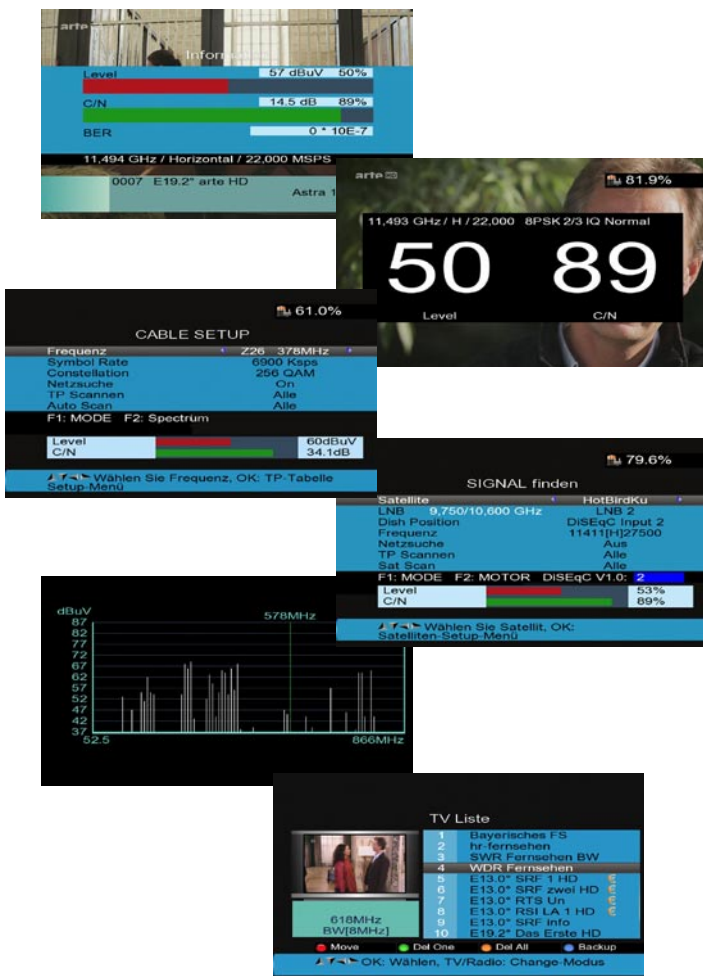 arte
Information
Level 57 dBuV 50%
C/N 14.5 dB 89%
BER 0 * 10E-7
11,494 GHz / Horizontal / 22,000 MSPS
0007 E19.2° arte HD
Astra 1
arte HD
81.9%
11,493 GHz / H / 22,000 8PSK 2/3 IQ Normal
50 89
Level C/N
61.0%
CABLE SETUP
Frequenz Z26 378MHz
Symbol Rate 6900 Ksps
Constellation 256 QAM
Netzsuche On
TP Scannen Alle
Auto Scan Alle
F1: MODE F2: Spectrum
Level 60dBuV
C/N 34.1dB
Wählen Sie Frequenz, OK: TP-Tabelle
Setup-Menü
79.6%
SIGNAL finden
Satellite HotBirdKu
LNB 9,750/10,600 GHz LNB 2
Dish Position DiSEqC Input 2
Frequenz 11411[H]27500
Netzsuche Aus
TP Scannen Alle
Sat Scan Alle
F1: MODE F2: MOTOR DiSEqC V1.0: 2
Level 53%
C/N 89%
Wählen Sie Satellit, OK:
Satelliten-Setup-Menü
dBuV
578MHz
87
82
77
72
67
62
57
52
47
42
37
52.5 866MHz
TV Liste
1 Bayerisches FS
2 hr-fernsehen
3 SWR Fernsehen BW
4 WDR Fernsehen
5 E13.0° SRF 1 HD €
6 E13.0° SRF zwei HD €
7 E13.0° RTS Un €
8 E13.0° RSI LA 1 HD €
9 E13.0° SRF info
10 E19.2° Das Erste HD
618MHz
BW[8MHz]
Move Del One Del All Backup
OK: Wählen, TV/Radio: Change-Modus